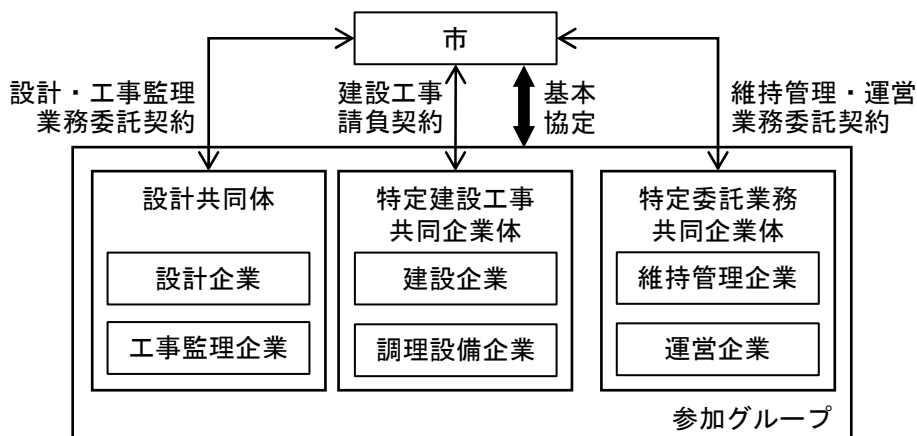 市
設計・工事監理
業務委託契約
建設工事
請負契約
基本
協定
維持管理・運営
業務委託契約
設計共同体
設計企業
工事監理企業
特定建設工事
共同企業体
建設企業
調理設備企業
特定委託業務
共同企業体
維持管理企業
運営企業
参加グループ